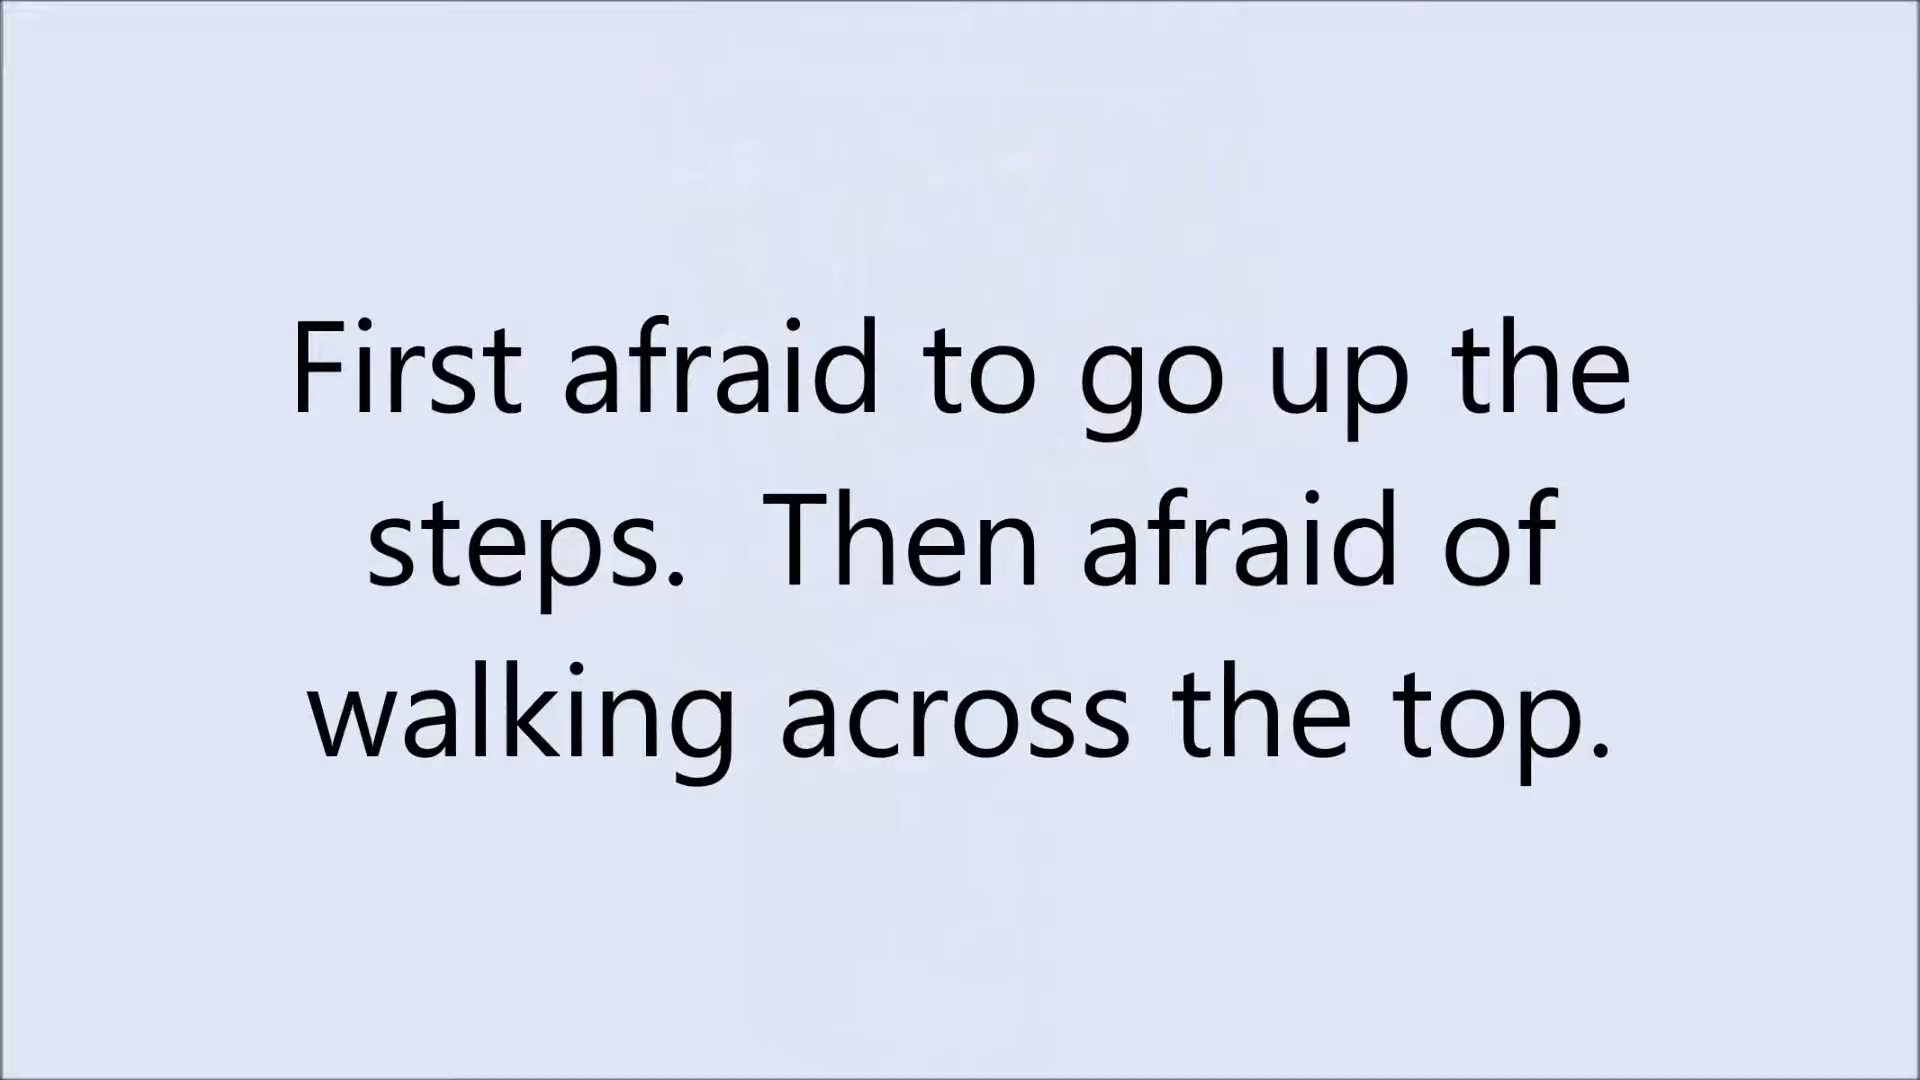 First afraid to go up the
steps.  Then afraid of
walking across the top.